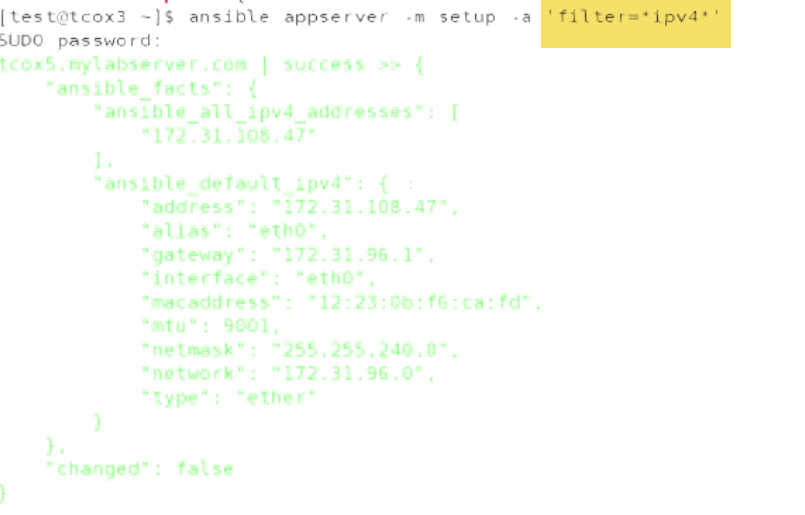 [test@tcox3 ~]$ ansible appserver -m setup -a 'filter=*ipv4*'
SUDO password:
tcox5.mylabserver.com | success >> {
    "ansible_facts": {
        "ansible_all_ipv4_addresses": [
            "172.31.108.47"
        ],
        "ansible_default_ipv4": {
            "address": "172.31.108.47",
            "alias": "eth0",
            "gateway": "172.31.96.1",
            "interface": "eth0",
            "macaddress": "12:23:0b:f6:ca:fd",
            "mtu": 9001,
            "netmask": "255.255.240.0",
            "network": "172.31.96.0",
            "type": "ether"
        }
    },
    "changed": false
}